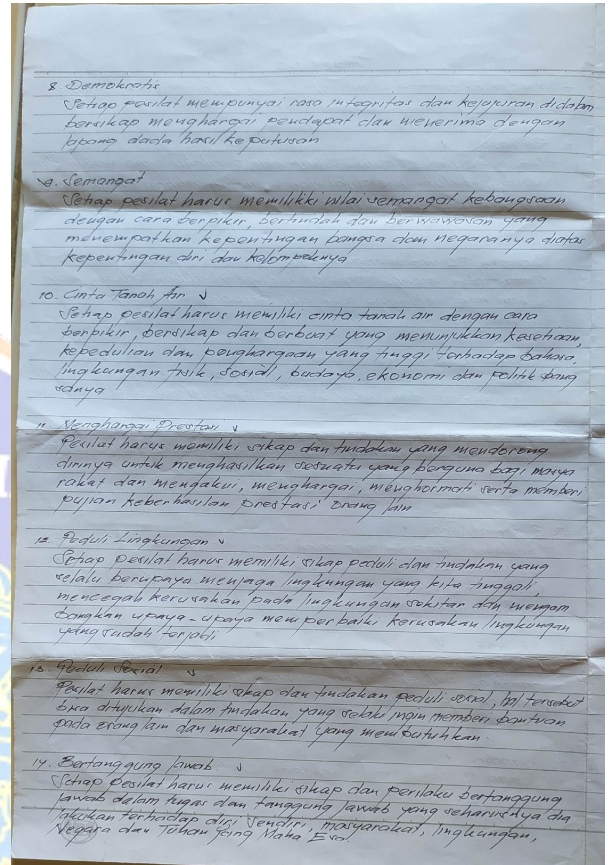 8 Demokratis
Setiap pesilat mempunyai rasa integritas dan kejujuran didalam
bersikap menghargai pendapat dan menerima dengan
lapang dada hasil keputusan
9. Semangat
Setiap pesilat harus memilikki nilai semangat kebangsaan
dengan cara berpikir, bertindak dan berwawasan yang
menempatkan kepentingan bangsa dan negaranya diatas
kepentingan diri dan kelompoknya
10. Cinta Tanah Air
Setiap pesilat harus memiliki cinta tanah air dengan cara
berpikir, bersikap dan berbuat yang menunjukkan kesetiaan,
kepedulian dan penghargaan yang tinggi terhadap bahasa,
lingkungan fisik, sosial, budaya, ekonomi dan politik bang
sanya
11 Menghargai Prestasi
Pesilat harus memiliki sikap dan tindakan yang mendorong
dirinya untuk menghasilkan sesuatu yang berguna bagi masya
rakat dan mengakui, menghargai, menghormati serta memberi
pujian keberhasilan prestasi orang lain
12 Peduli Lingkungan
Setiap pesilat harus memiliki sikap peduli dan tindakan yang
selalu berupaya menjaga lingkungan yang kita tinggali,
mencegah kerusakan pada lingkungan sekitar dan mengem
bangkan upaya-upaya memperbaiki kerusakan lingkungan
yang sudah terjadi
13 Peduli Sosial
Pesilat harus memiliki sikap dan tindakan peduli sosial, hal tersebut
bisa ditujukan dalam tindakan yang selalu ingin memberi bantuan
pada orang lain dan masyarakat yang membutuhkan.
14. Bertanggung Jawab
Setiap pesilat harus memiliki sikap dan perilaku bertanggung
jawab dalam tugas dan tanggung jawab yang seharusnya dia
lakukan terhadap diri sendiri, masyarakat, lingkungan,
Negara dan Tuhan Yang Maha Esa.